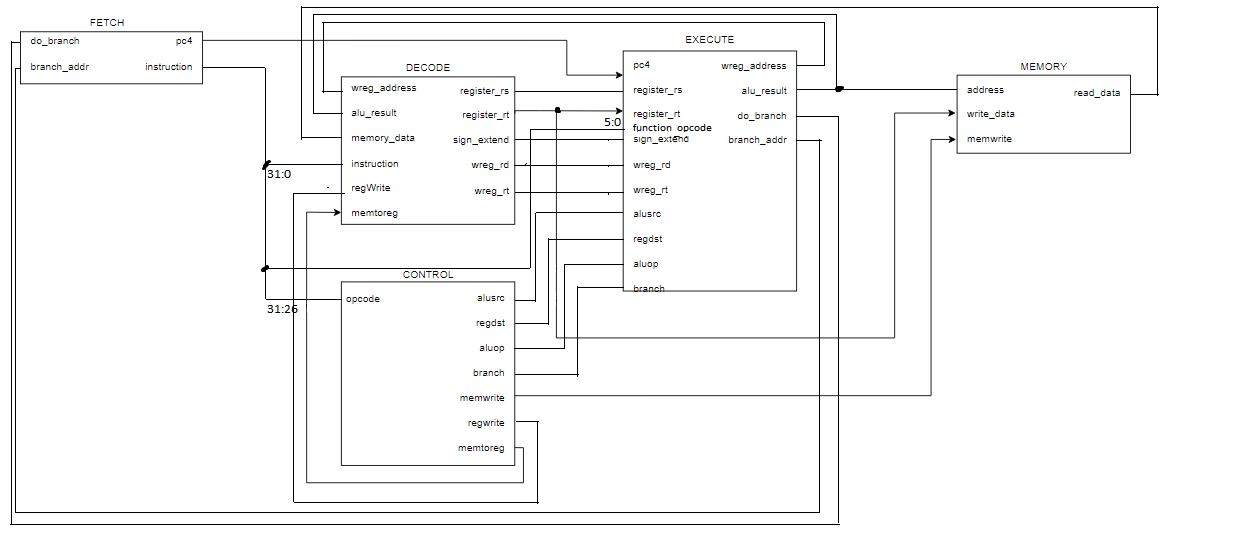 FETCH
do_branch
pc4
branch_addr
instruction
DECODE
wreg_address
register_rs
alu_result
register_rt
memory_data
sign_extend
instruction
wreg_rd
regWrite
wreg_rt
memtoreg
31:0
CONTROL
opcode
31:26
alusrc
regdst
aluop
branch
memwrite
regwrite
memtoreg
EXECUTE
pc4
wreg_address
register_rs
alu_result
register_rt
do_branch
5:0
function opcode
sign_extend
branch_addr
wreg_rd
wreg_rt
alusrc
regdst
aluop
branch
MEMORY
address
read_data
write_data
memwrite